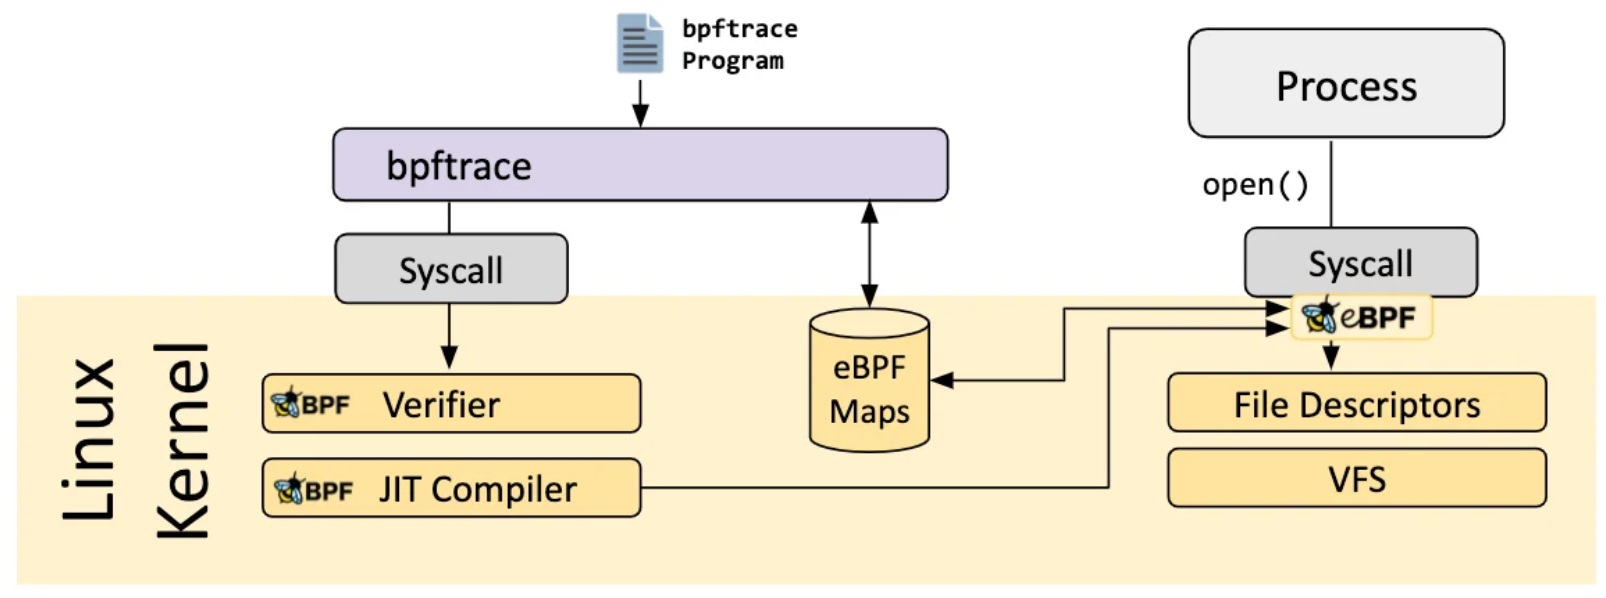 bpftrace
Program
bpftrace
Process
open()
Syscall
Syscall
eBPF
Linux
Kernel
BPF Verifier
BPF JIT Compiler
eBPF
Maps
File Descriptors
VFS